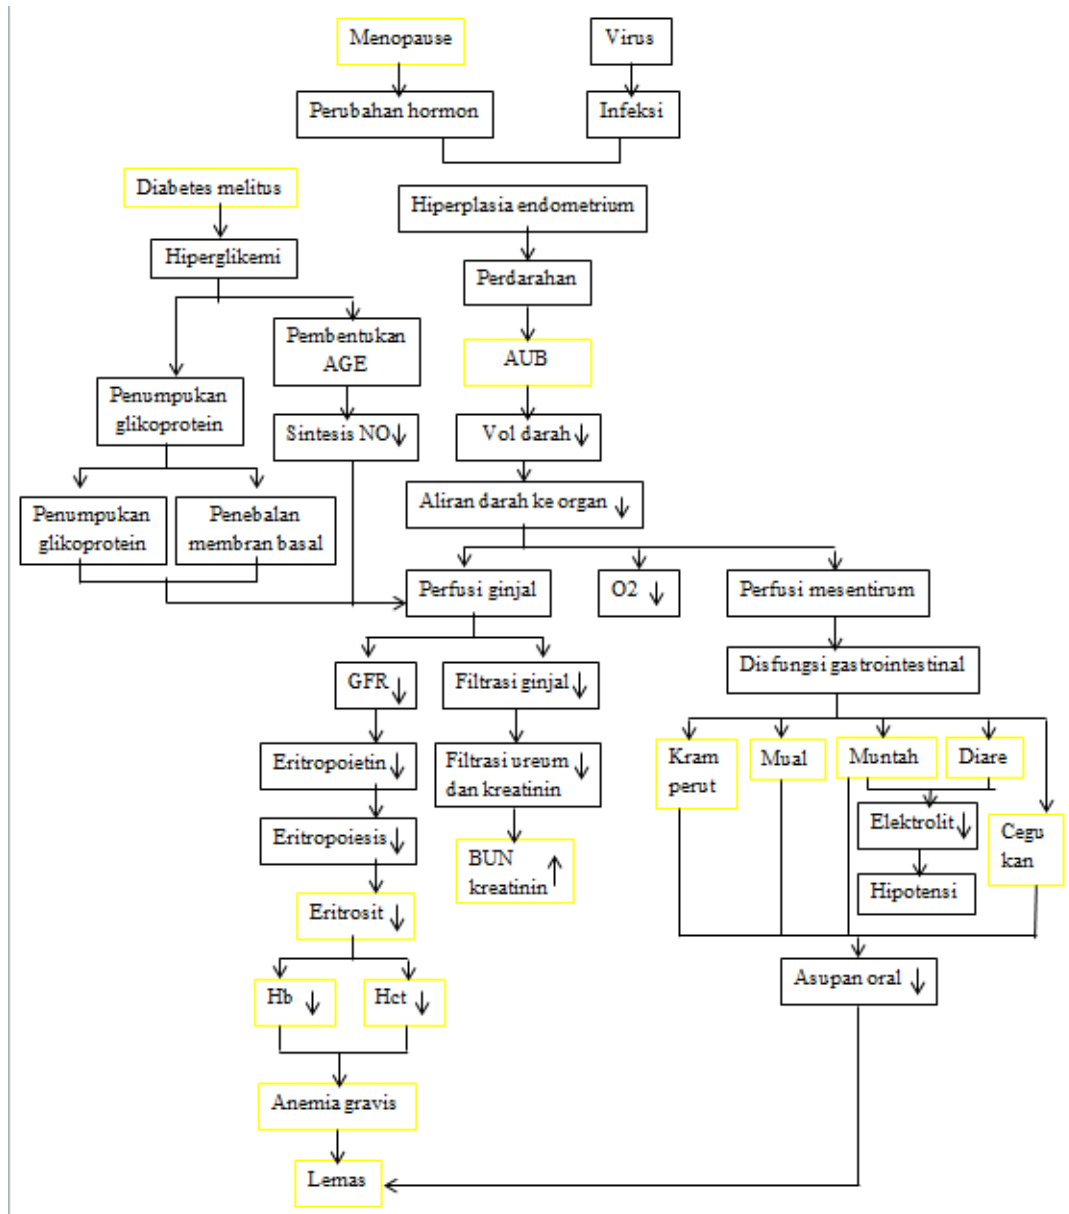 Menopause
Virus
Perubahan hormon
Infeksi
Diabetes melitus
Hiperplasia endometrium
Hiperglikemi
Perdarahan
Pembentukan
AGE
AUB
Penumpukan
glikoprotein
Sintesis NO ↓
Vol darah ↓
Aliran darah ke organ ↓
Penumpukan
glikoprotein
Penebalan
membran basal
Perfusi ginjal
O2 ↓
Perfusi mesentirum
GFR ↓
Filtrasi ginjal ↓
Disfungsi gastrointestinal
Eritropoietin ↓
Filtrasi ureum
dan kreatinin ↓
Kram
perut
Mual
Muntah
Diare
Eritropoiesis ↓
BUN
kreatinin ↑
Elektrolit ↓
Cegu
kan
Hipotensi
Eritrosit ↓
Hb ↓
Hct ↓
Asupan oral ↓
Anemia gravis
Lemas